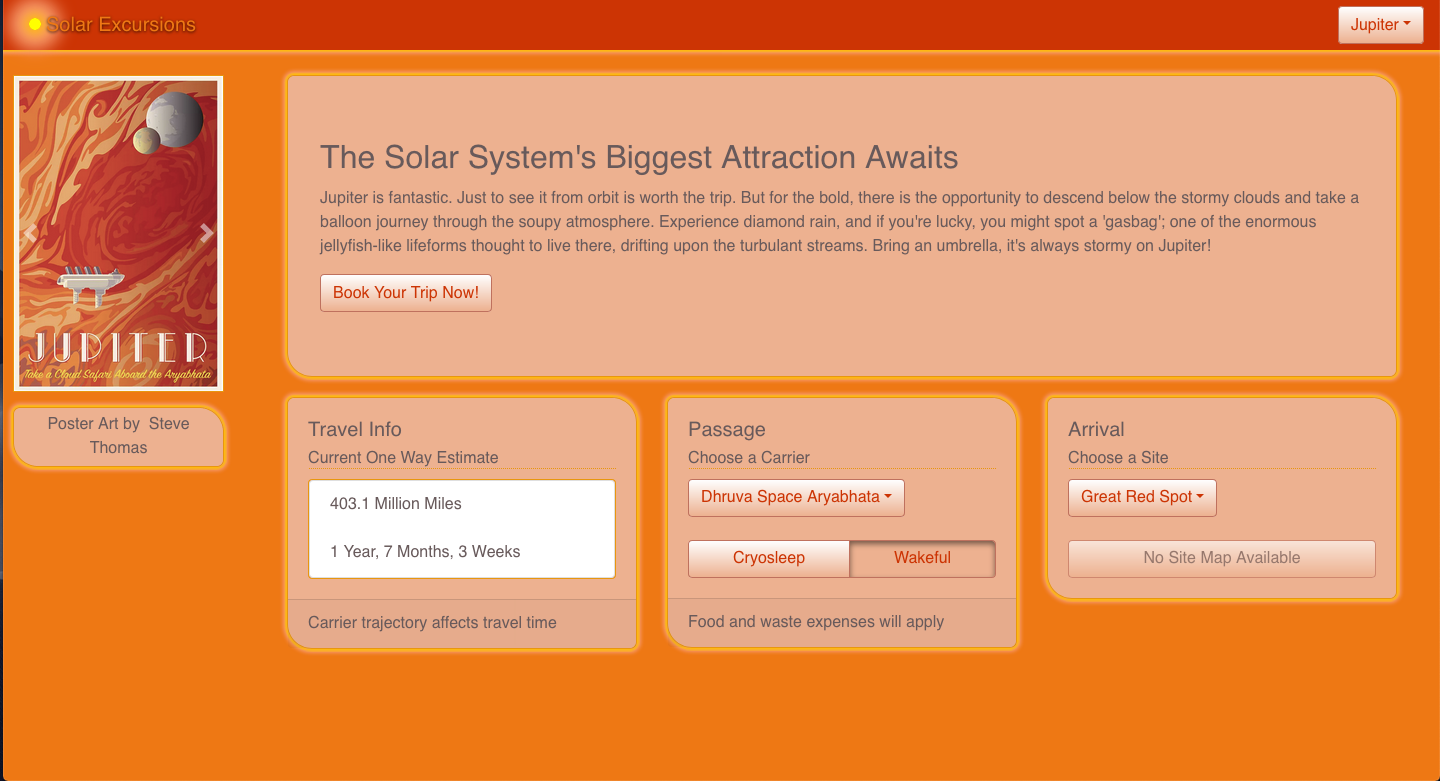 Solar Excursions
Jupiter
JUPITER
Take a Cloud Safari Aboard the Aryabhata
Poster Art by Steve
Thomas
The Solar System's Biggest Attraction Awaits
Jupiter is fantastic. Just to see it from orbit is worth the trip. But for the bold, there is the opportunity to descend below the stormy clouds and take a
balloon journey through the soupy atmosphere. Experience diamond rain, and if you're lucky, you might spot a 'gasbag'; one of the enormous
jellyfish-like lifeforms thought to live there, drifting upon the turbulant streams. Bring an umbrella, it's always stormy on Jupiter!
Book Your Trip Now!
Travel Info
Current One Way Estimate
403.1 Million Miles
1 Year, 7 Months, 3 Weeks
Carrier trajectory affects travel time
Passage
Choose a Carrier
Dhruva Space Aryabhata
Cryosleep Wakeful
Food and waste expenses will apply
Arrival
Choose a Site
Great Red Spot
No Site Map Available